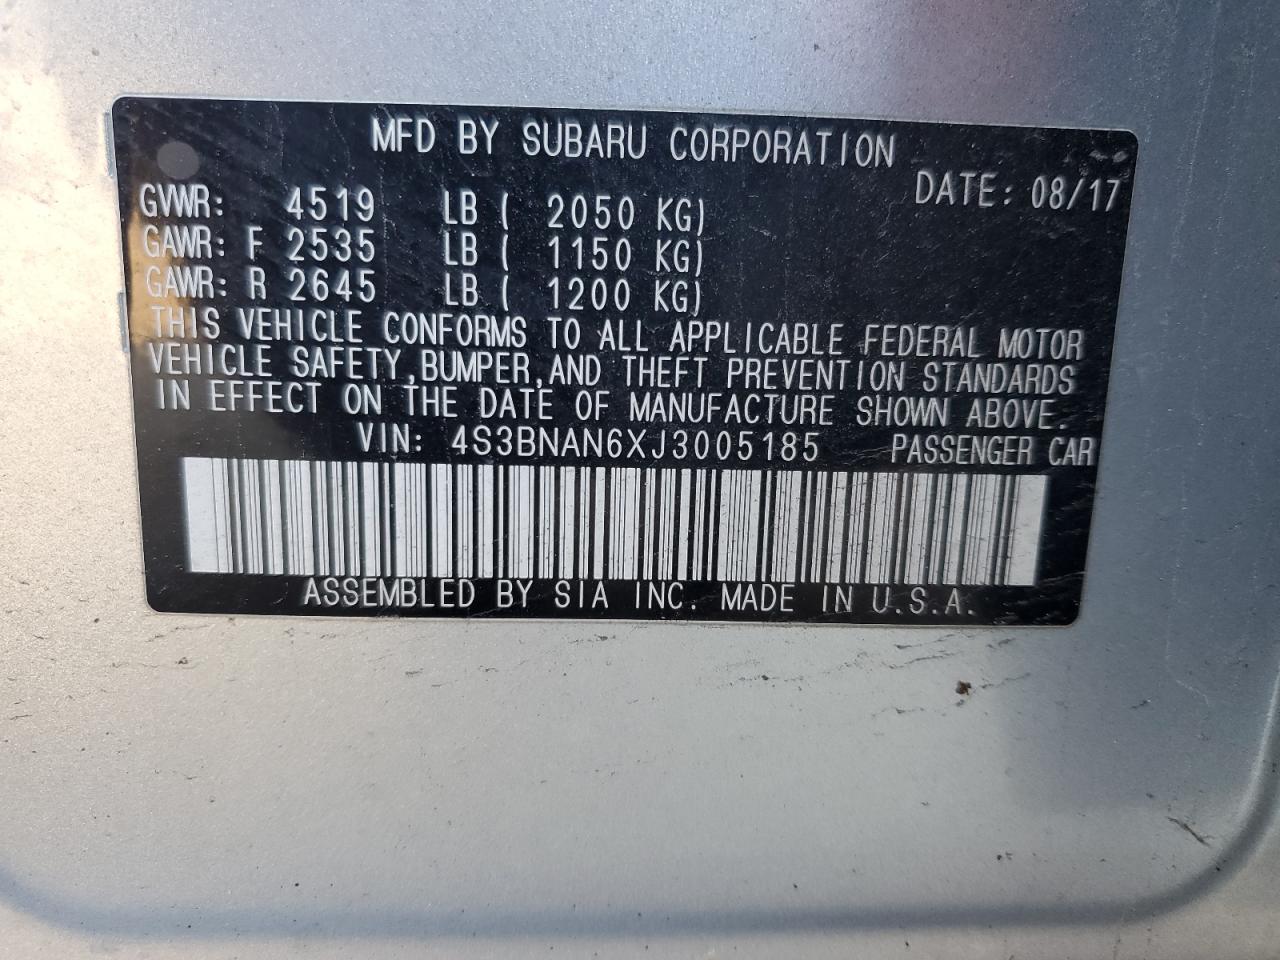 MFD BY SUBARU CORPORATION
DATE: 08/17
GVWR: 4519 LB ( 2050 KG)
GAWR: F 2535 LB ( 1150 KG)
GAWR: R 2645 LB ( 1200 KG)
THIS VEHICLE CONFORMS TO ALL APPLICABLE FEDERAL MOTOR
VEHICLE SAFETY,BUMPER,AND THEFT PREVENTION STANDARDS
IN EFFECT ON THE DATE OF MANUFACTURE SHOWN ABOVE.
VIN: 4S3BNAN6XJ3005185 PASSENGER CAR
ASSEMBLED BY SIA INC. MADE IN U.S.A.